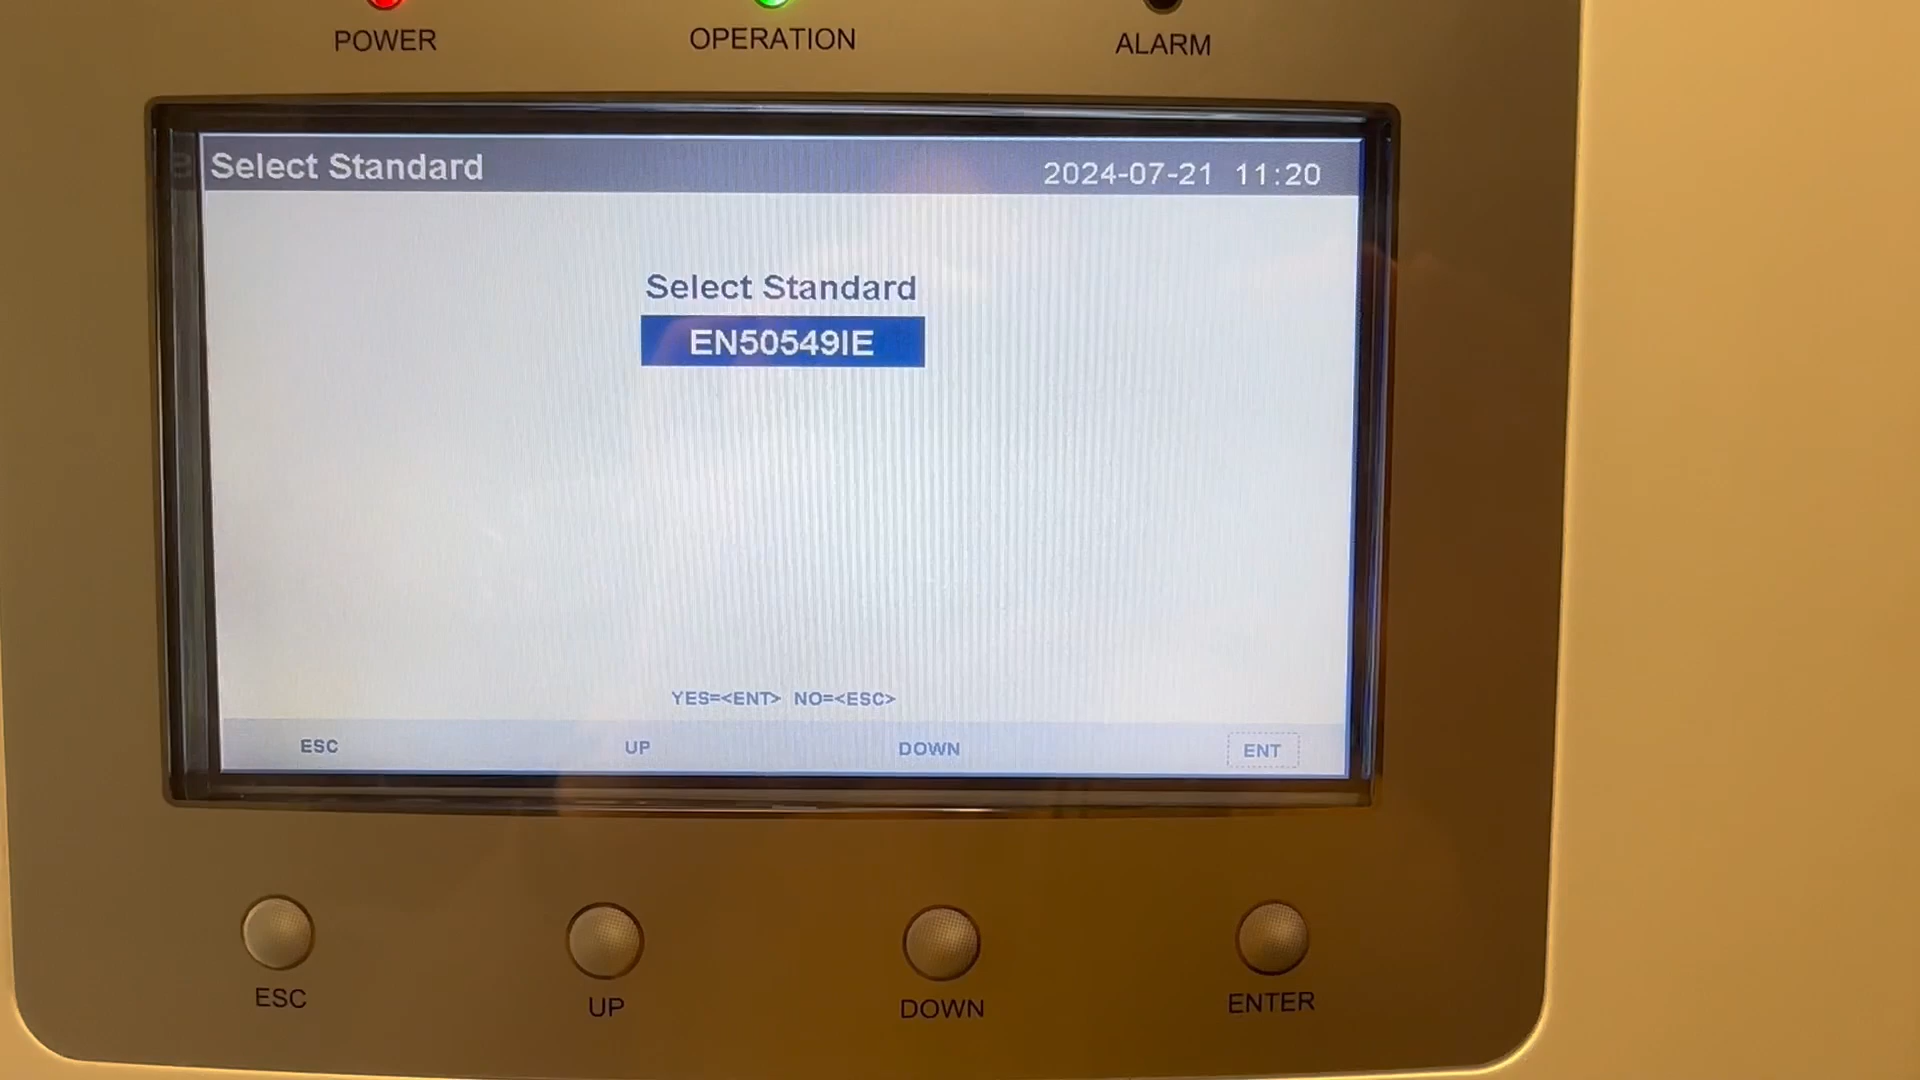 POWER OPERATION ALARM
Select Standard 2024-07-21 11:20
Select Standard
EN50549IE
YES=<ENT> NO=<ESC>
ESC UP DOWN ENT
ESC UP DOWN ENTER